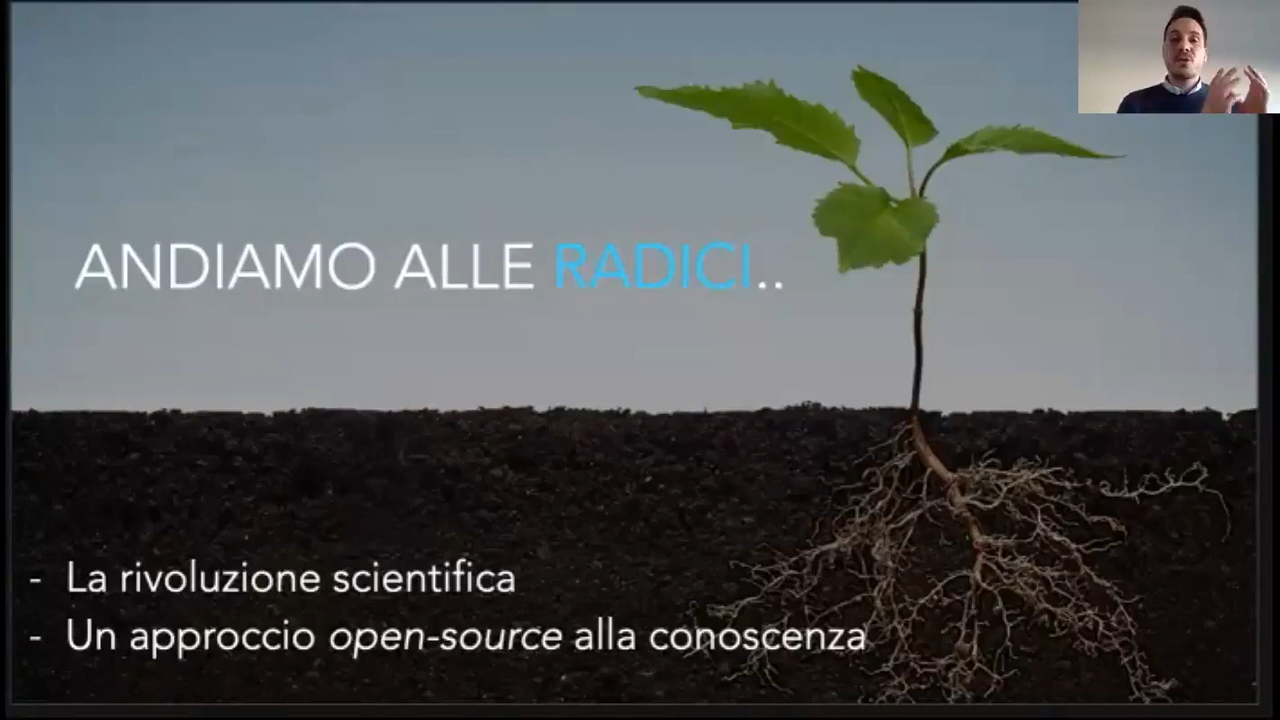 ANDIAMO ALLE RADICI..
- La rivoluzione scientifica
- Un approccio open-source alla conoscenza